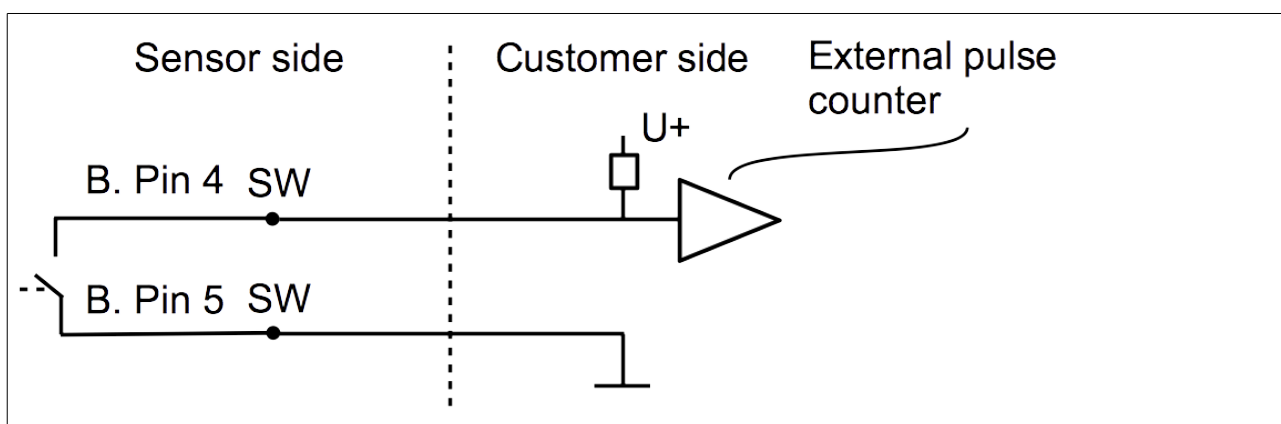 Sensor side
Customer side
External pulse
counter
U+
B. Pin 4 SW
B. Pin 5 SW